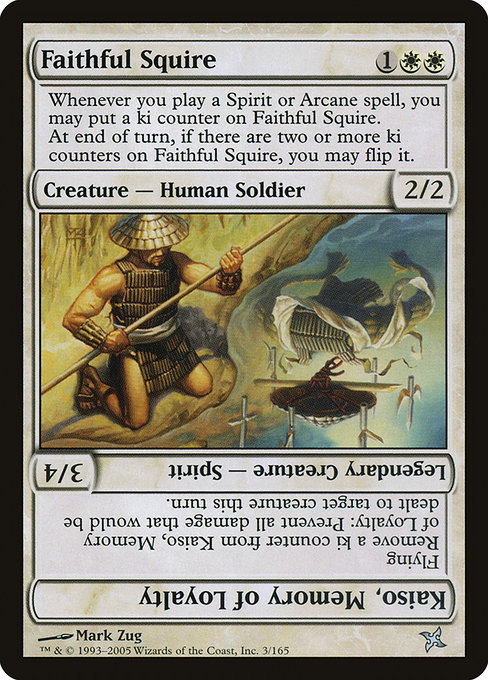 Faithful Squire 1
Whenever you play a Spirit or Arcane spell, you
may put a ki counter on Faithful Squire.
At end of turn, if there are two or more ki
counters on Faithful Squire, you may flip it.
Creature — Human Soldier
2/2
Kaiso, Memory of Loyalty
Flying
Remove a ki counter from Kaiso, Memory
of Loyalty: Prevent all damage that would be
dealt to target creature this turn.
Legendary Creature — Spirit
3/4
Mark Zug
™ & © 1993–2005 Wizards of the Coast, Inc. 3/165